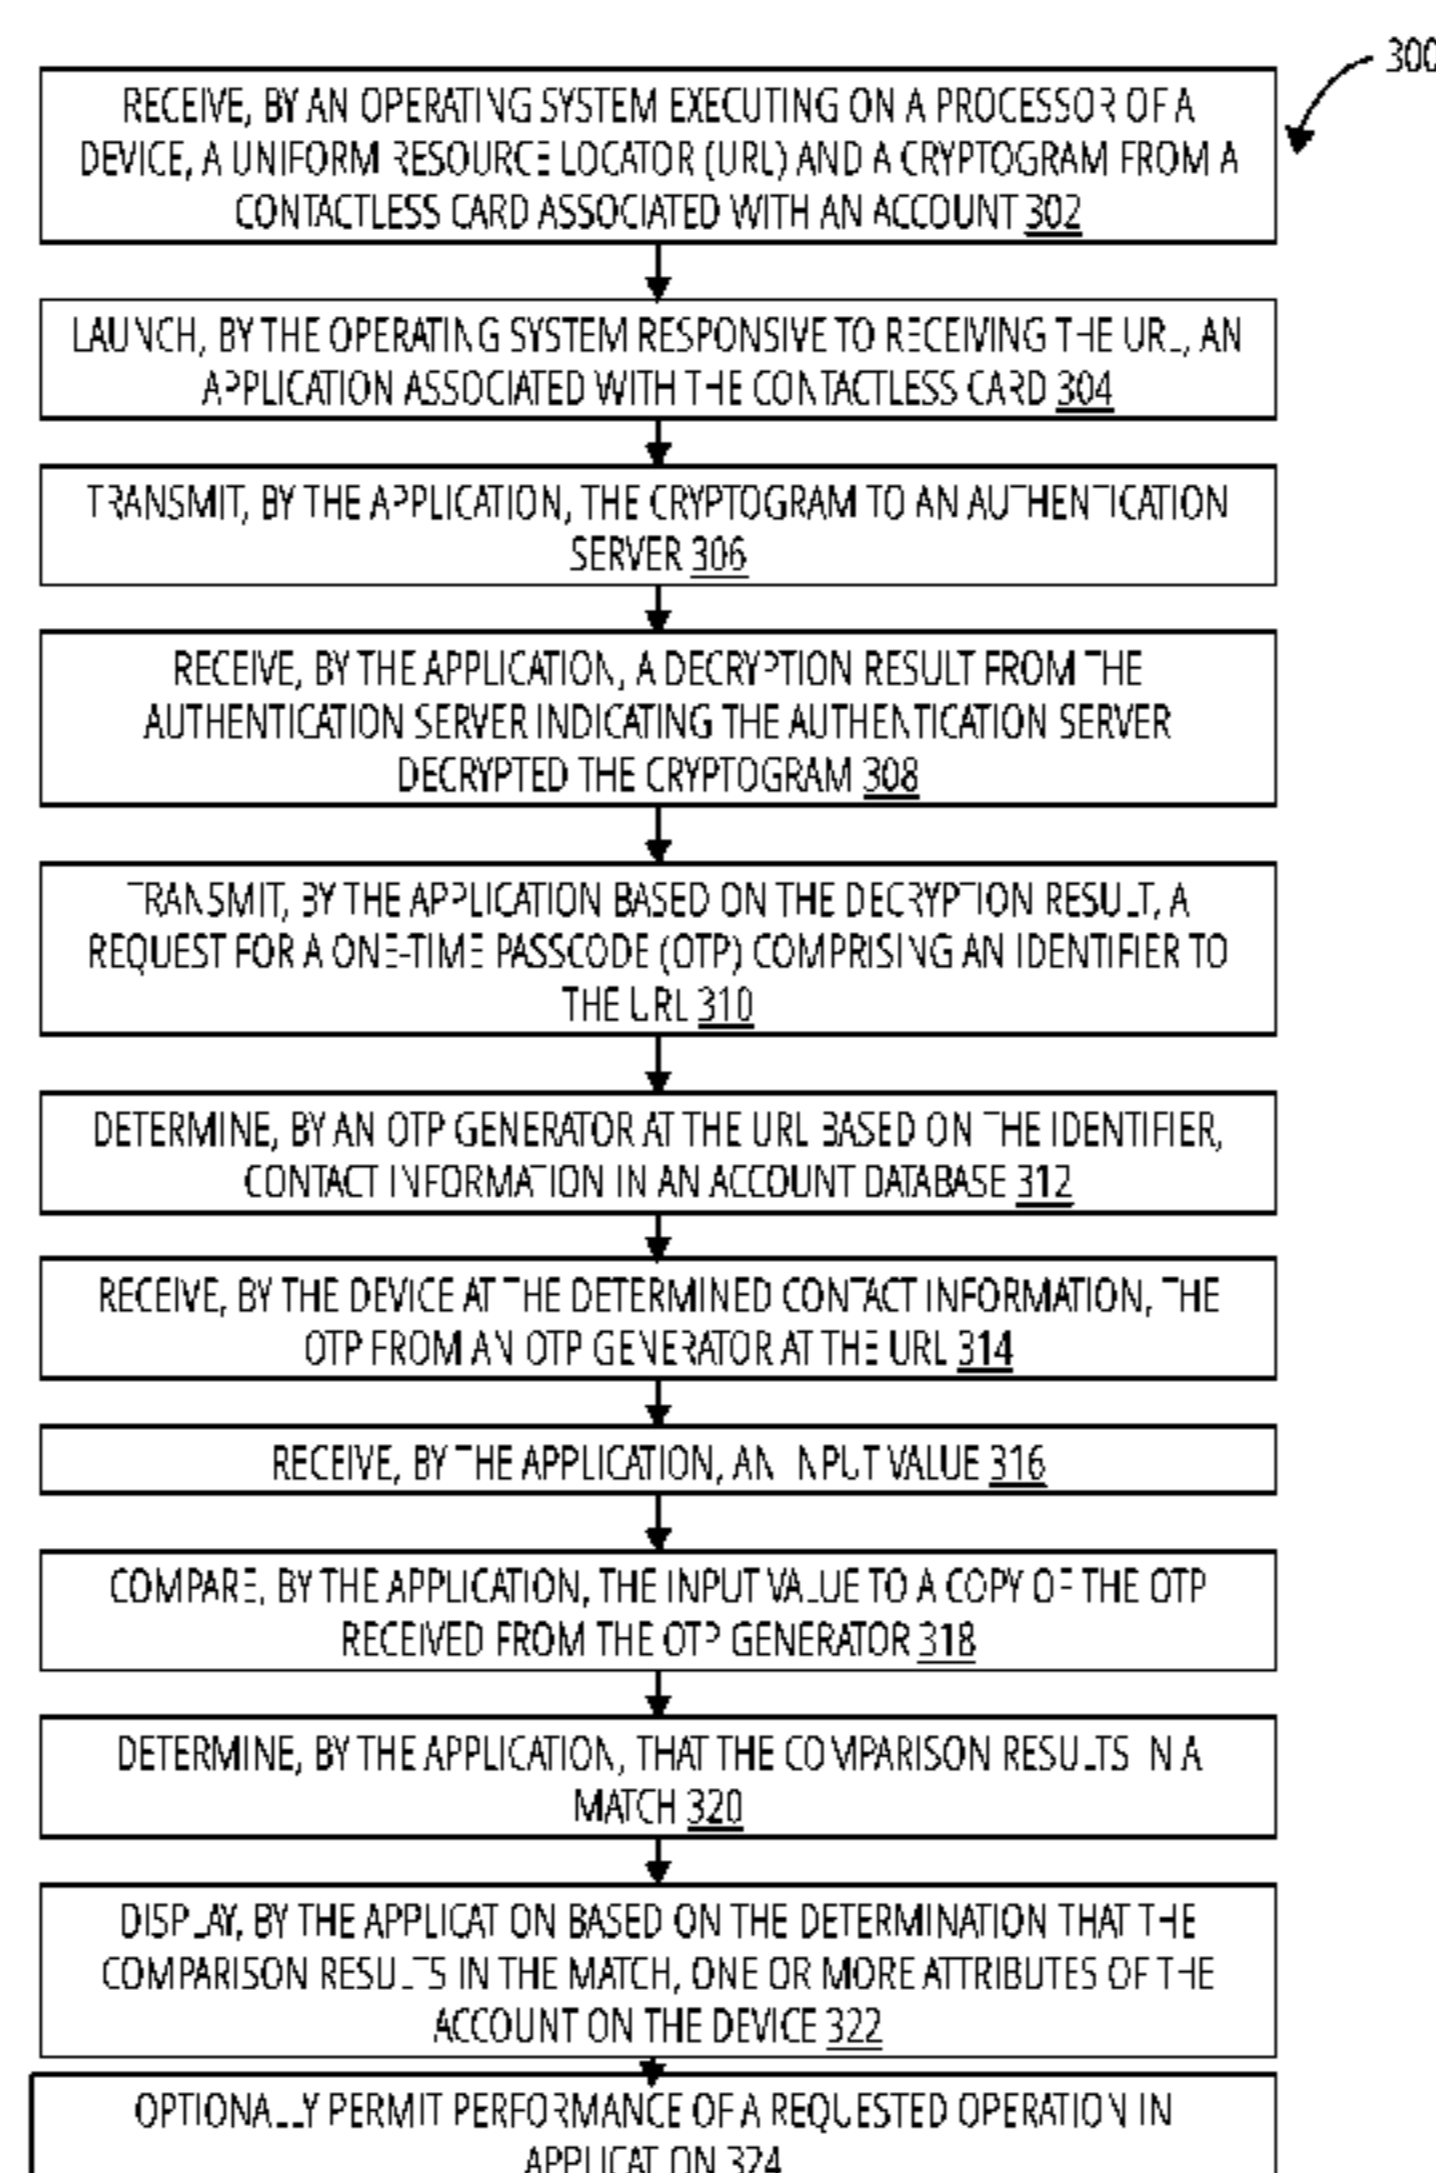 300
RECEIVE, BY AN OPERATING SYSTEM EXECUTING ON A PROCESSOR OF A
DEVICE, A UNIFORM RESOURCE LOCATOR (URL) AND A CRYPTOGRAM FROM A
CONTACTLESS CARD ASSOCIATED WITH AN ACCOUNT 302
LAUNCH, BY THE OPERATING SYSTEM RESPONSIVE TO RECEIVING THE URL, AN
APPLICATION ASSOCIATED WITH THE CONTACTLESS CARD 304
TRANSMIT, BY THE APPLICATION, THE CRYPTOGRAM TO AN AUTHENTICATION
SERVER 306
RECEIVE, BY THE APPLICATION, A DECRYPTION RESULT FROM THE
AUTHENTICATION SERVER INDICATING THE AUTHENTICATION SERVER
DECRYPTED THE CRYPTOGRAM 308
TRANSMIT, BY THE APPLICATION BASED ON THE DECRYPTION RESULT, A
REQUEST FOR A ONE-TIME PASSCODE (OTP) COMPRISING AN IDENTIFIER TO
THE URL 310
DETERMINE, BY AN OTP GENERATOR AT THE URL BASED ON THE IDENTIFIER,
CONTACT INFORMATION IN AN ACCOUNT DATABASE 312
RECEIVE, BY THE DEVICE AT THE DETERMINED CONTACT INFORMATION, THE
OTP FROM AN OTP GENERATOR AT THE URL 314
RECEIVE, BY THE APPLICATION, AN INPUT VALUE 316
COMPARE, BY THE APPLICATION, THE INPUT VALUE TO A COPY OF THE OTP
RECEIVED FROM THE OTP GENERATOR 318
DETERMINE, BY THE APPLICATION, THAT THE COMPARISON RESULTS IN A
MATCH 320
DISPLAY, BY THE APPLICATION BASED ON THE DETERMINATION THAT THE
COMPARISON RESULTS IN THE MATCH, ONE OR MORE ATTRIBUTES OF THE
ACCOUNT ON THE DEVICE 322
OPTIONALLY PERMIT PERFORMANCE OF A REQUESTED OPERATION IN
APPLICATION 324